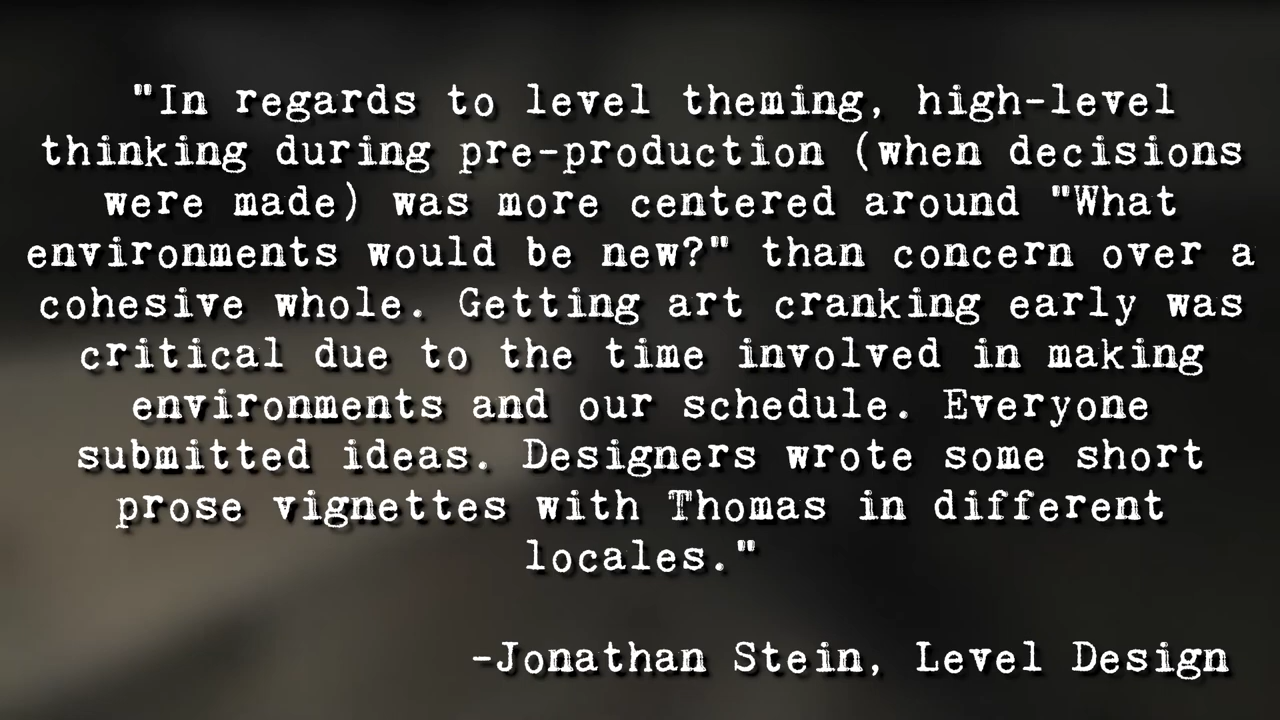 "In regards to level theming, high-level
thinking during pre-production (when decisions
were made) was more centered around "What
environments would be new?" than concern over a
cohesive whole. Getting art cranking early was
critical due to the time involved in making
environments and our schedule. Everyone
submitted ideas. Designers wrote some short
prose vignettes with Thomas in different
locales."
-Jonathan Stein, Level Design